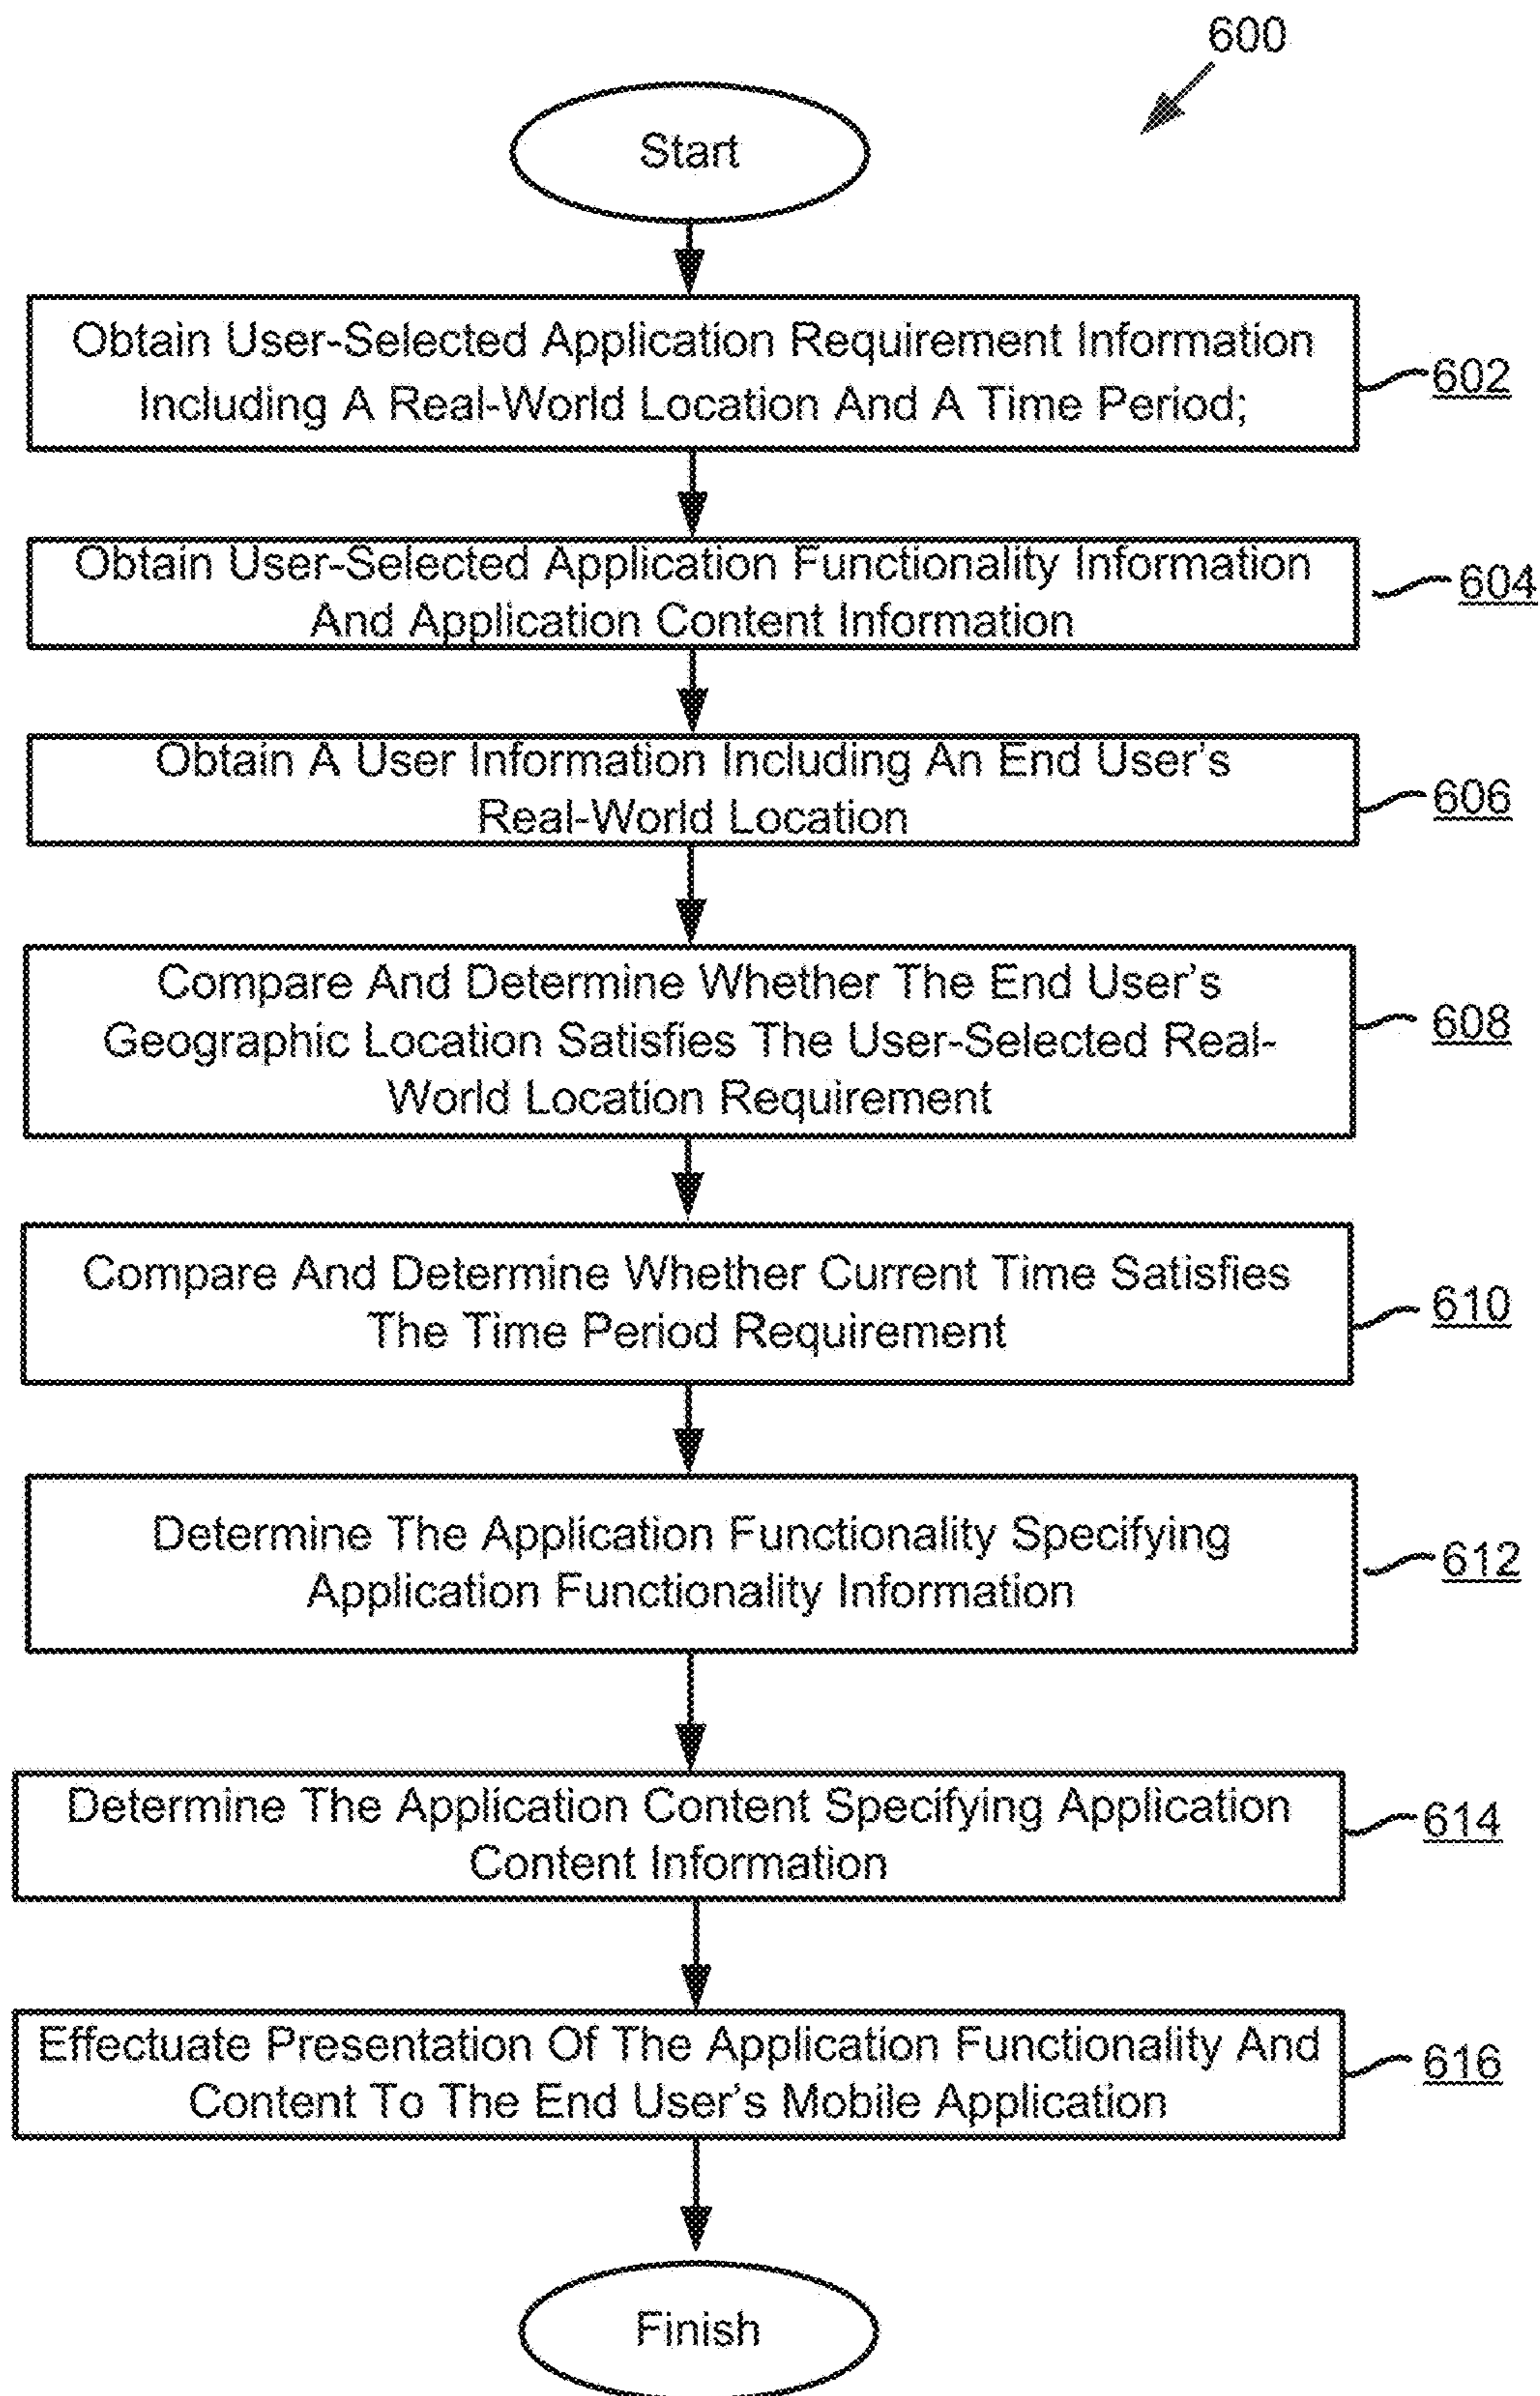 600
Start
Obtain User-Selected Application Requirement Information
Including A Real-World Location And A Time Period;
602
Obtain User-Selected Application Functionality Information
And Application Content Information
604
Obtain A User Information Including An End User's
Real-World Location
606
Compare And Determine Whether The End User's
Geographic Location Satisfies The User-Selected Real-
World Location Requirement
608
Compare And Determine Whether Current Time Satisfies
The Time Period Requirement
610
Determine The Application Functionality Specifying
Application Functionality Information
612
Determine The Application Content Specifying Application
Content Information
614
Effectuate Presentation Of The Application Functionality And
Content To The End User's Mobile Application
616
Finish